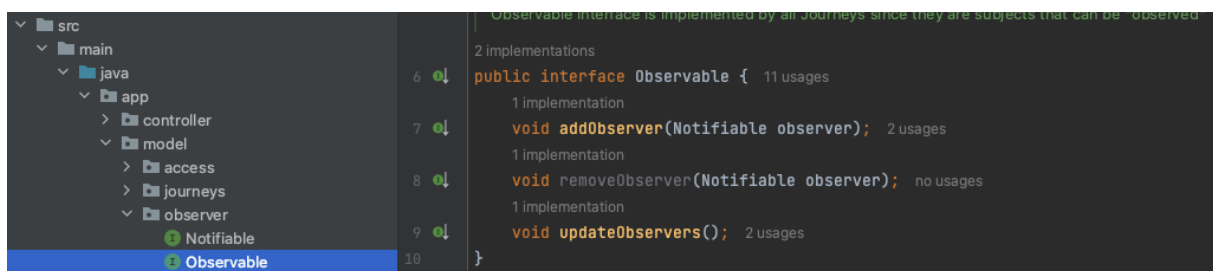 src
main
java
app
controller
model
access
journeys
observer
Notifiable
Observable
Observable interface is implemented by all Journeys since they are subjects that can be "observed"
2 implementations
6 public interface Observable { 11 usages
1 implementation
7 void addObserver(Notifiable observer); 2 usages
1 implementation
8 void removeObserver(Notifiable observer); no usages
1 implementation
9 void updateObservers(); 2 usages
10 }